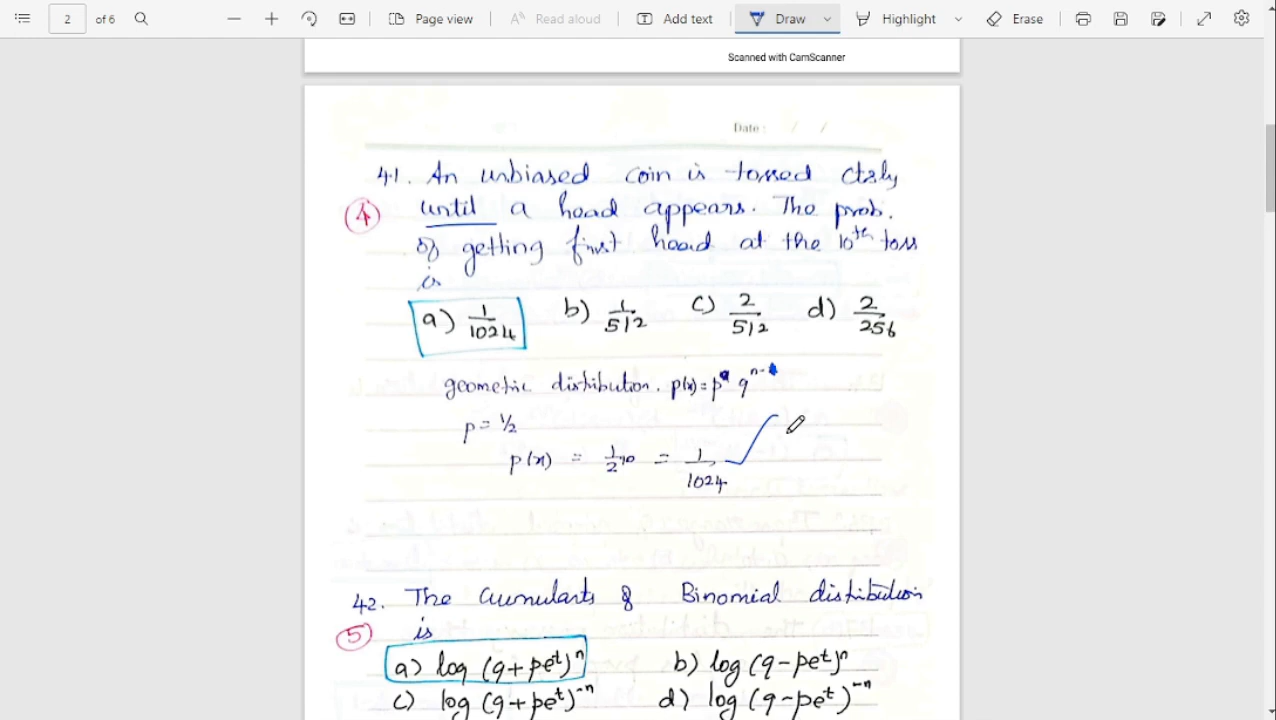 2 of 6 Page view Read aloud Add text Draw Highlight Erase
Scanned with CamScanner
Date : / /
41. An unbiased coin is tossed ctsly
4 until a head appears. The prob.
of getting first head at the 10th toss
is
a) 1/1024 b) 1/512 c) 2/512 d) 2/256
geometric distribution. p(x) = p q^n-1
p = 1/2
p(x) = 1/2^10 = 1/1024
42. The Cumulants of Binomial distribution
5 is
a) log (q+pe^t)^n b) log (q-pe^t)^n
c) log (q+pe^t)^-n d) log (q-pe^t)^-n